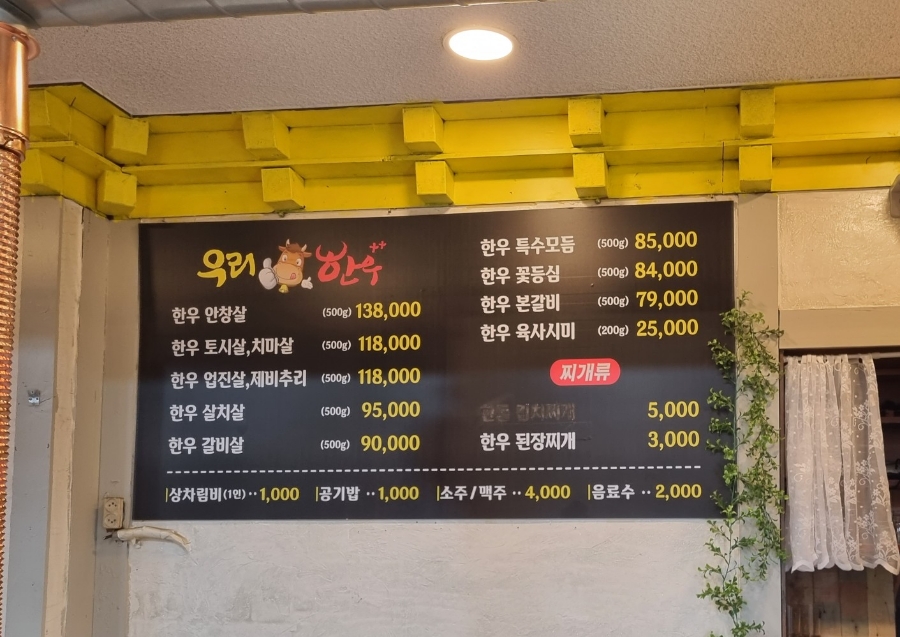 우리 한우++
한우 안창살 (500g) 138,000
한우 토시살,치마살 (500g) 118,000
한우 업진살,제비추리 (500g) 118,000
한우 살치살 (500g) 95,000
한우 갈비살 (500g) 90,000
한우 특수모듬 (500g) 85,000
한우 꽃등심 (500g) 84,000
한우 본갈비 (500g) 79,000
한우 육사시미 (200g) 25,000
찌개류
김치찌개 5,000
한우 된장찌개 3,000
|상차림비(1인)··1,000 |공기밥 ··1,000 |소주/맥주 ··4,000 |음료수 ··2,000